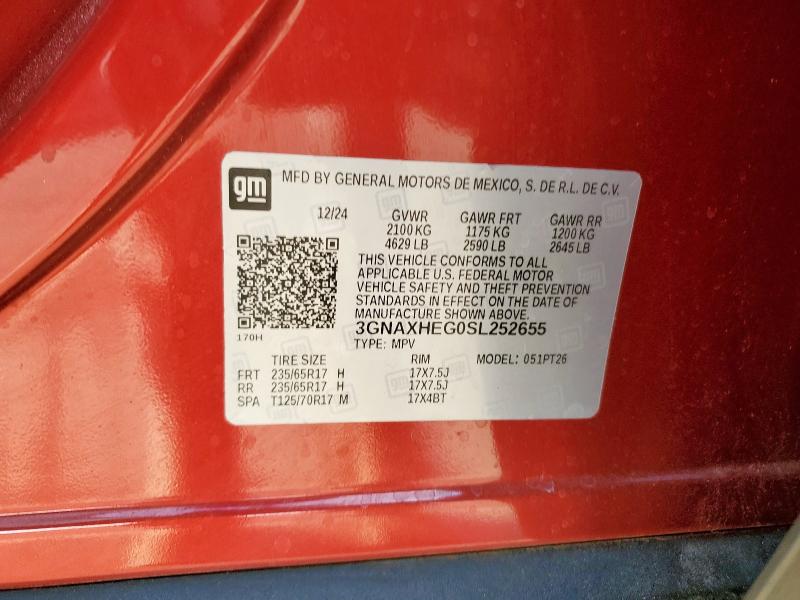 gm MFD BY GENERAL MOTORS DE MEXICO, S. DE R.L. DE C.V.
12/24 GVWR GAWR FRT GAWR RR
2100 KG 1175 KG 1200 KG
4629 LB 2590 LB 2645 LB
THIS VEHICLE CONFORMS TO ALL
APPLICABLE U.S. FEDERAL MOTOR
VEHICLE SAFETY AND THEFT PREVENTION
STANDARDS IN EFFECT ON THE DATE OF
MANUFACTURE SHOWN ABOVE.
170H
3GNAXHEG0SL252655
TYPE: MPV
TIRE SIZE RIM MODEL: 051PT26
FRT 235/65R17 H 17X7.5J
RR 235/65R17 H 17X7.5J
SPA T125/70R17 M 17X4BT